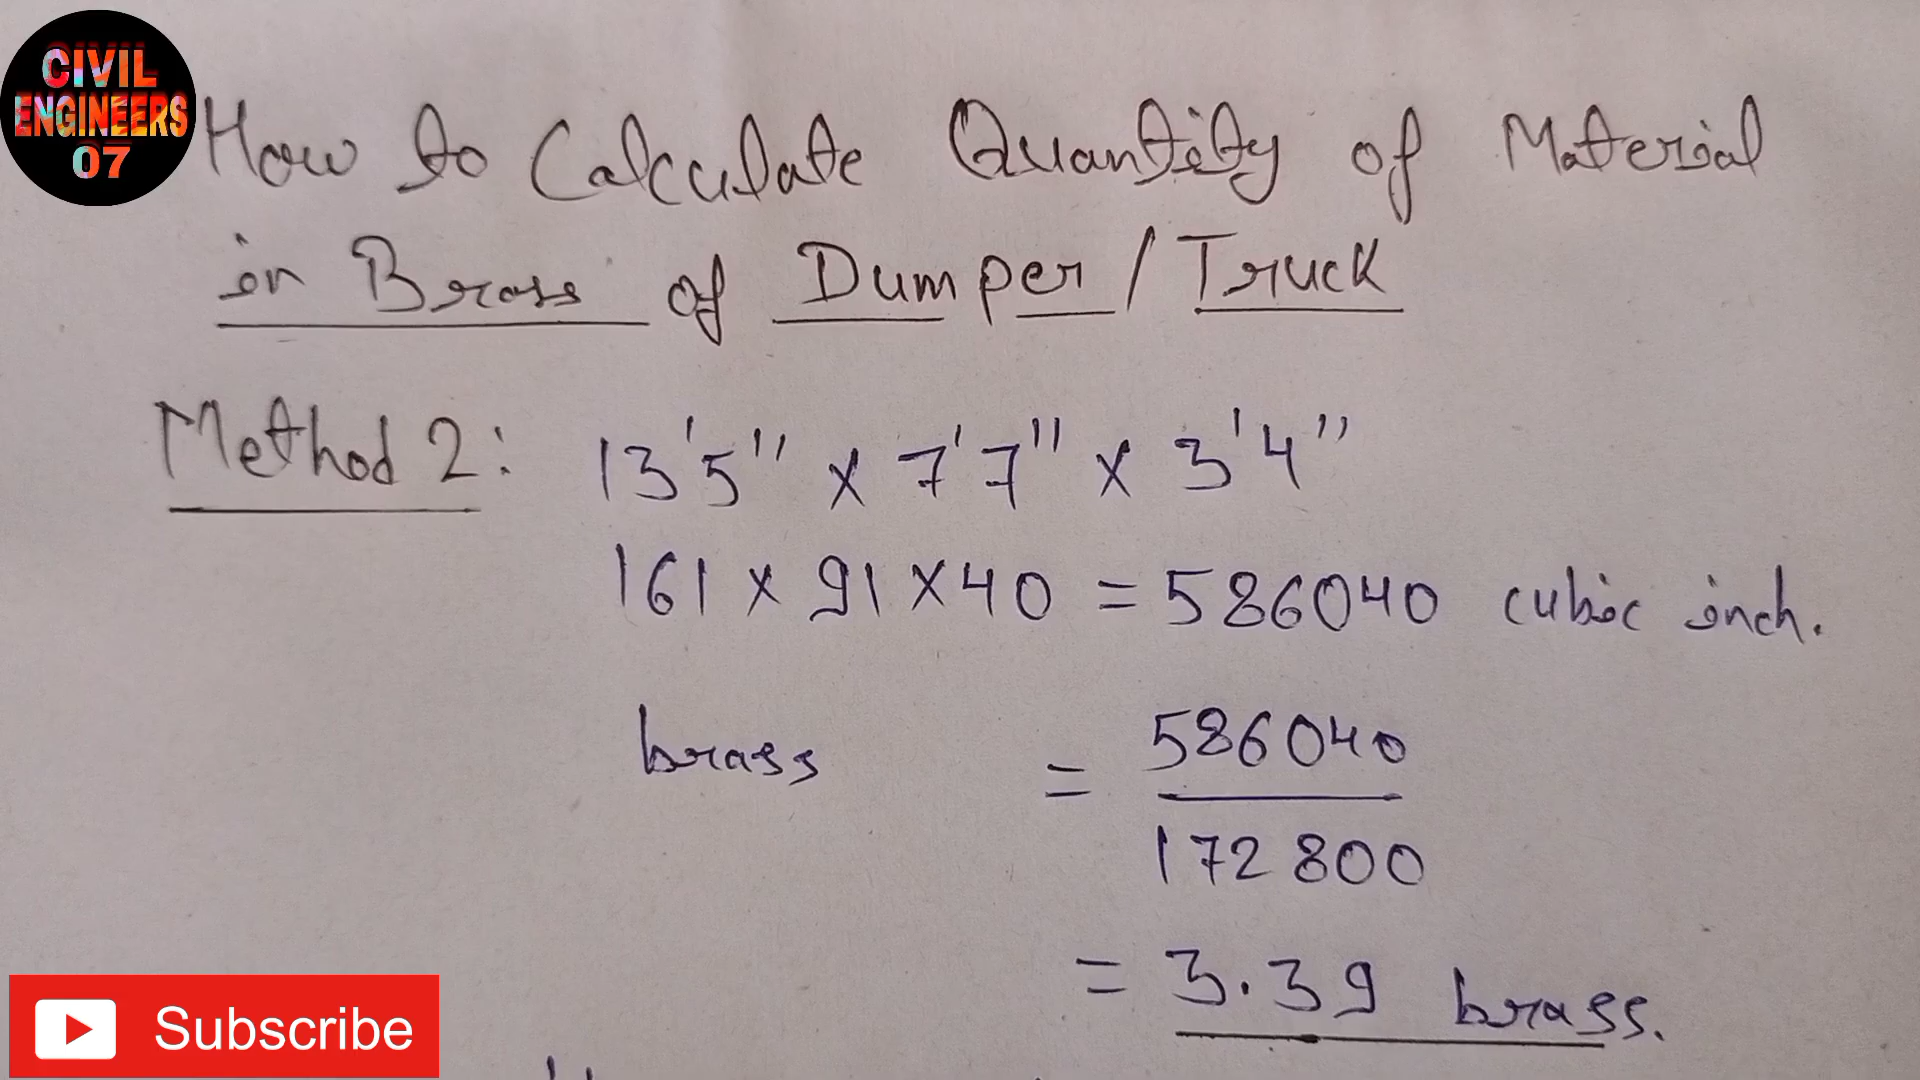 CIVIL
ENGINEERS
07
How to Calculate Quantity of Material
in Brass of Dumper / Truck
Method 2: 13'5" x 7'7" x 3'4"
161 x 91 x 40 = 586040 cubic inch.
brass = 586040
172800
= 3.39 brass.
Subscribe